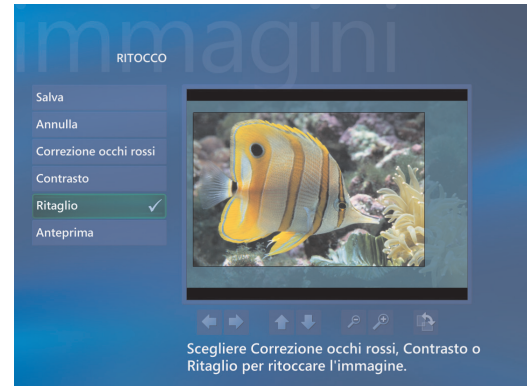 immagini
RITOCCO
Salva
Annulla
Correzione occhi rossi
Contrasto
Ritaglio
Anteprima
Scegliere Correzione occhi rossi, Contrasto o
Ritaglio per ritoccare l'immagine.